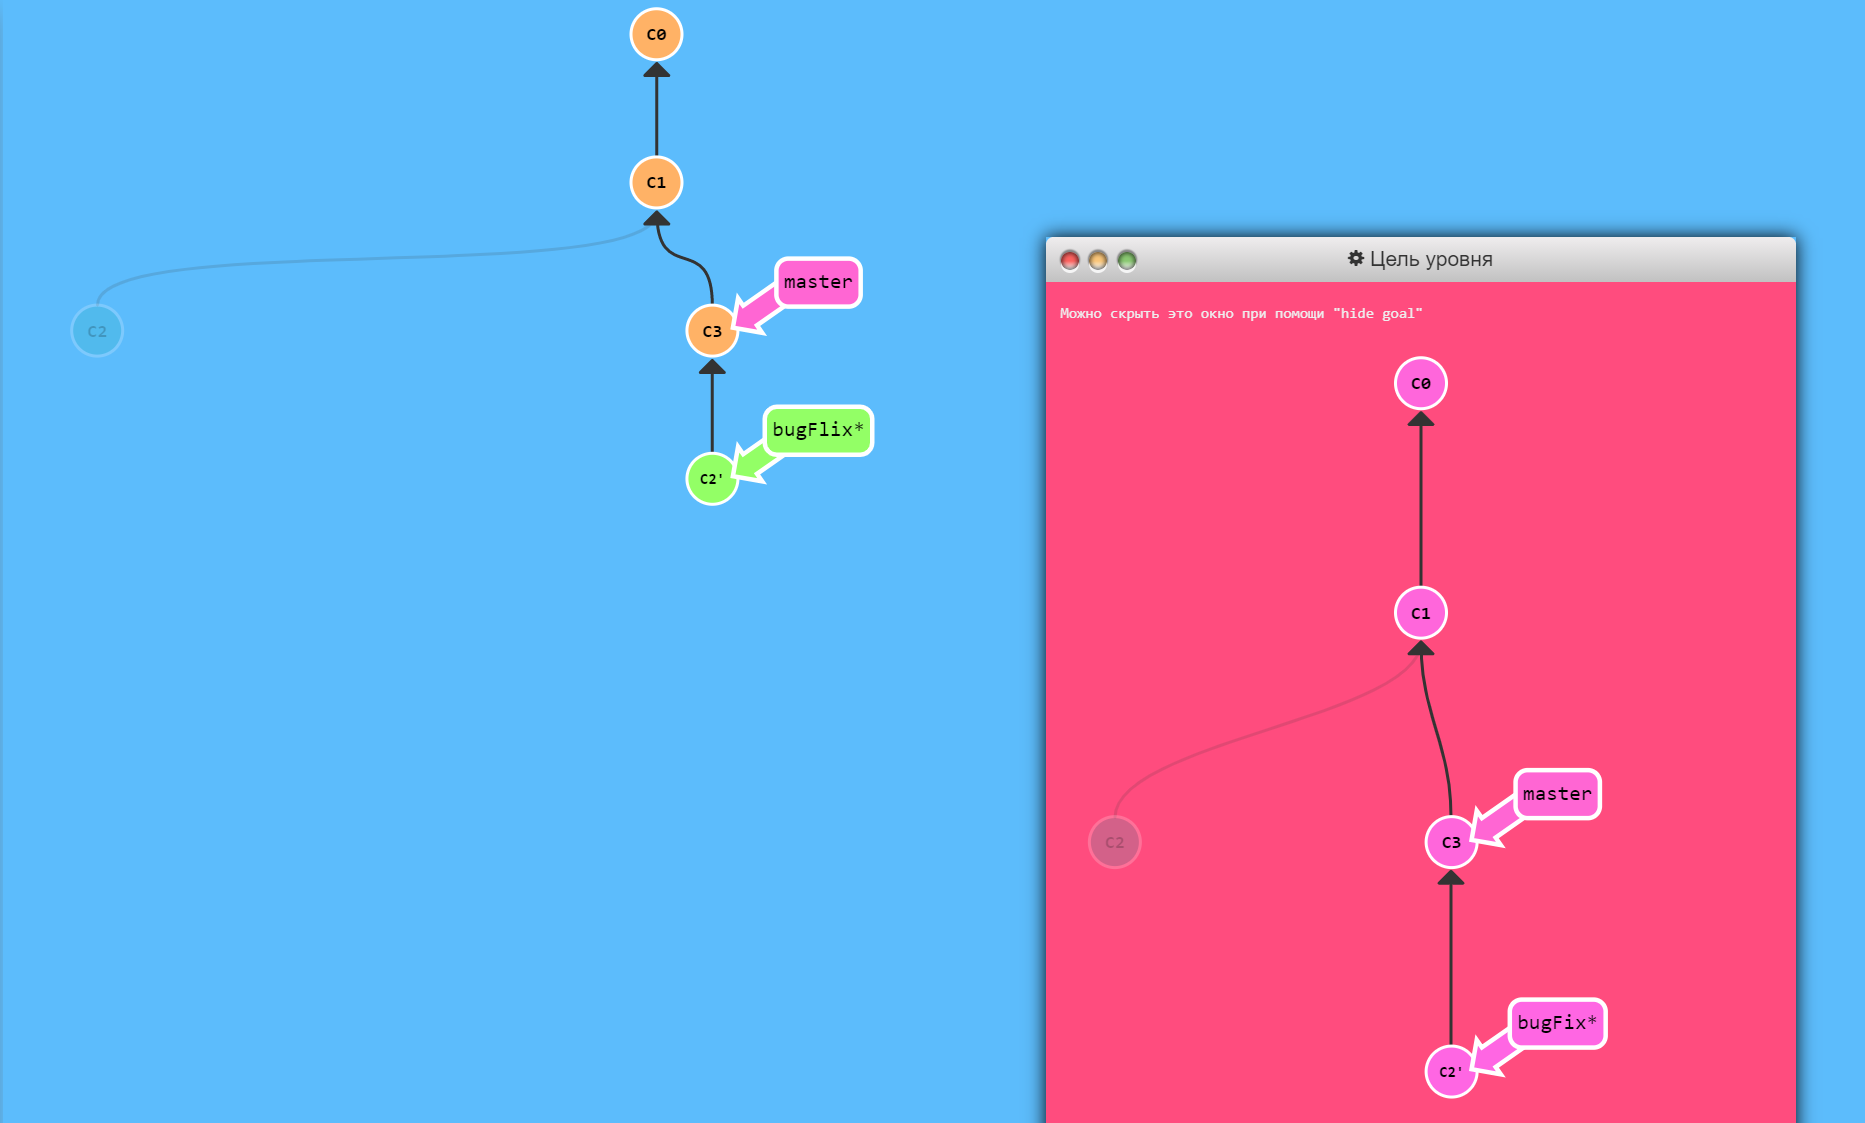 C0
C1
master
C2
C3
bugFlix*
C2'
Цель уровня
Можно скрыть это окно при помощи "hide goal"
C0
C1
master
C2
C3
bugFix*
C2'